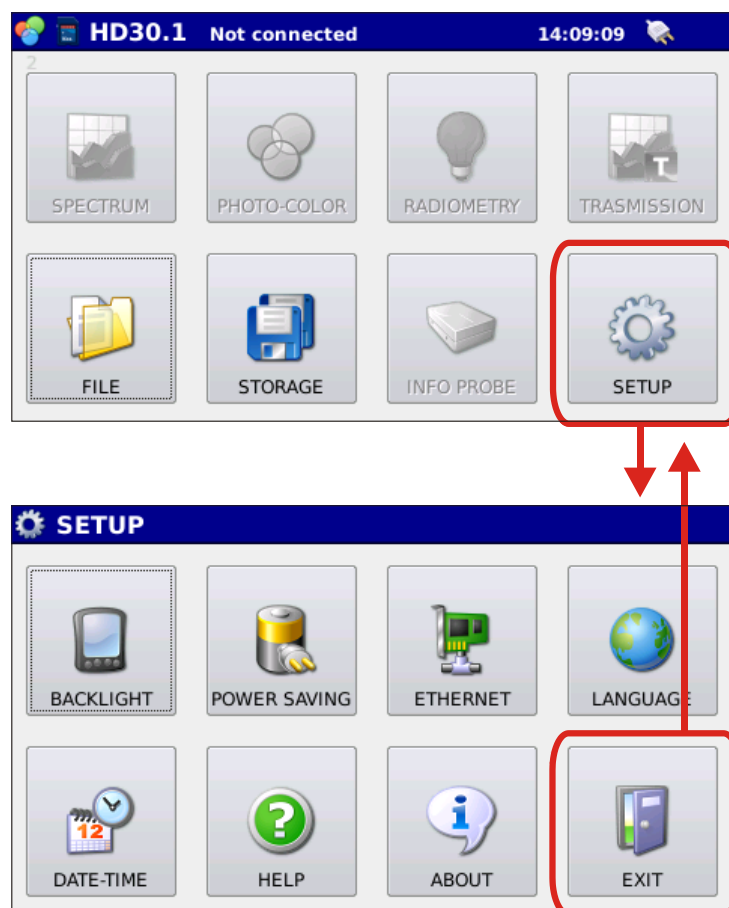 HD30.1 Not connected 14:09:09
2
SPECTRUM PHOTO-COLOR RADIOMETRY TRASMISSION
T
FILE STORAGE INFO PROBE SETUP
SETUP
BACKLIGHT POWER SAVING ETHERNET LANGUAGE
12
DATE-TIME HELP ABOUT EXIT